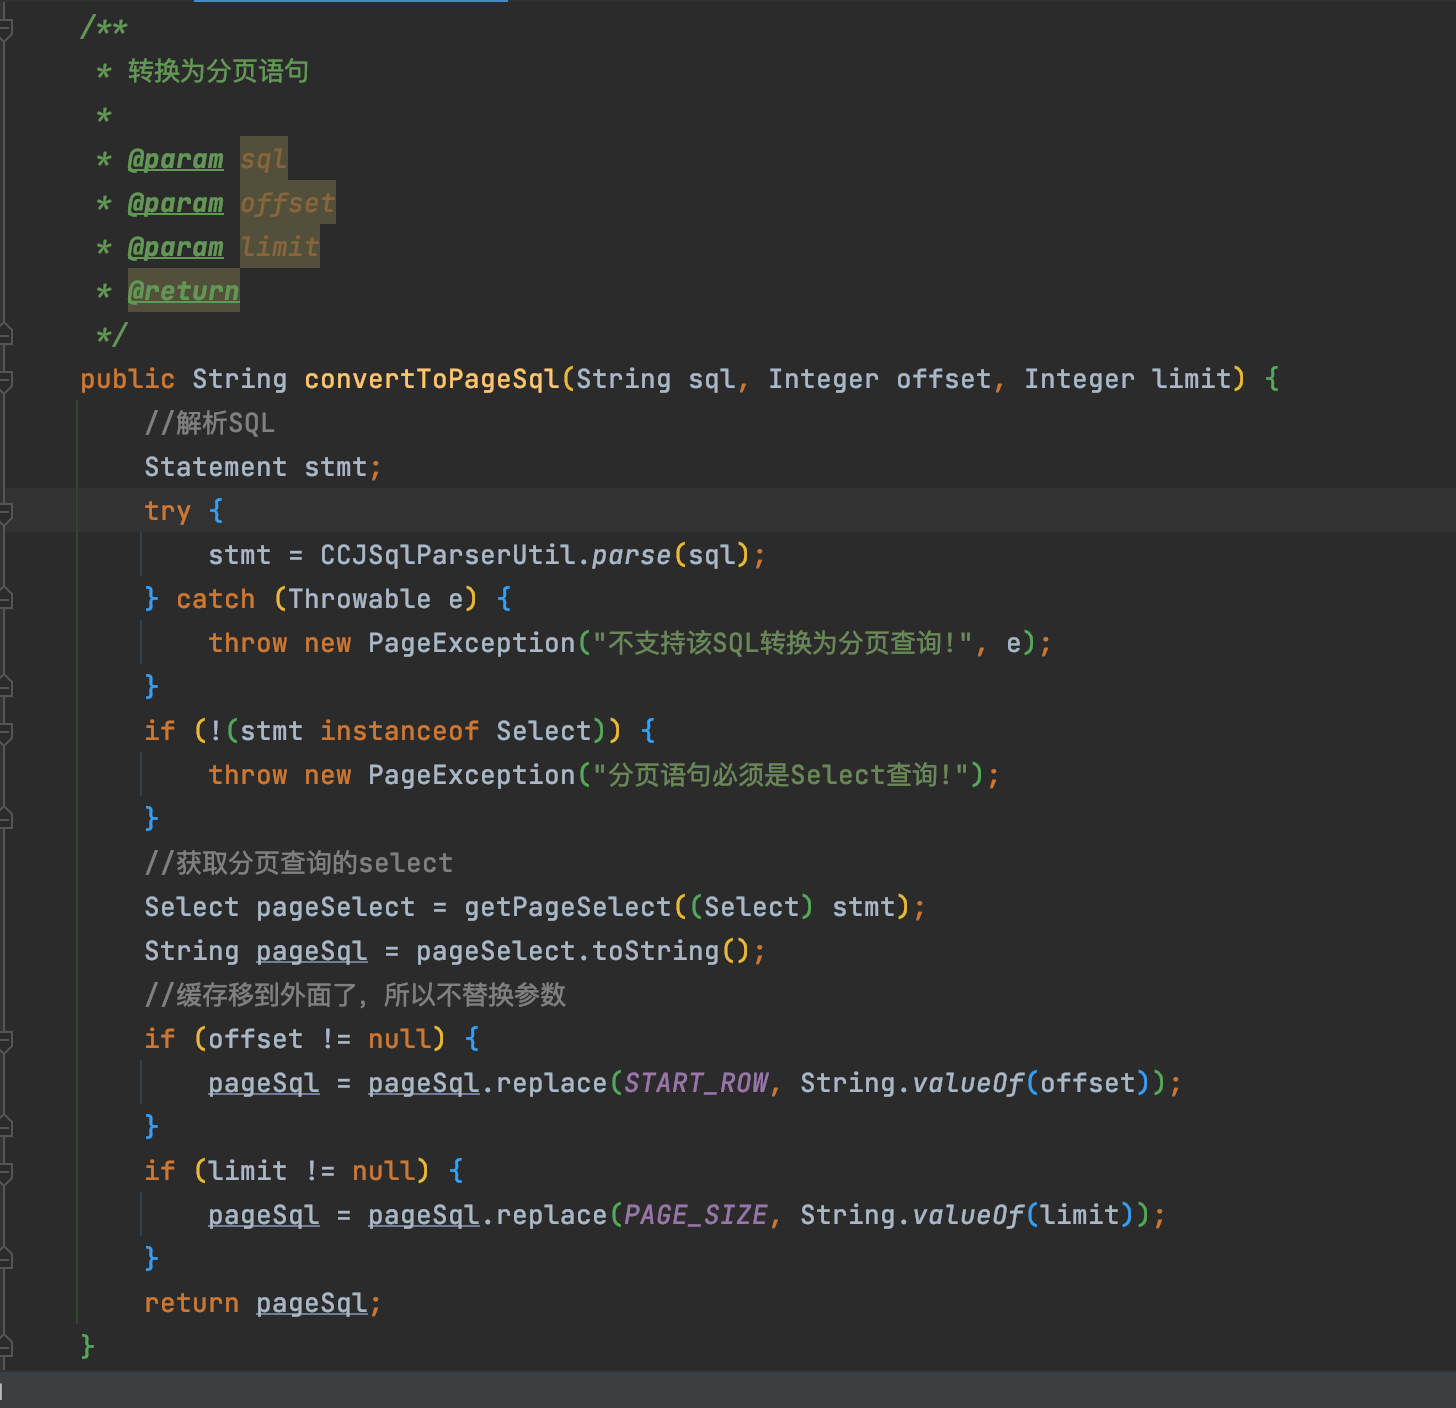 /**
 * 转换为分页语句
 *
 * @param sql
 * @param offset
 * @param limit
 * @return
 */
public String convertToPageSql(String sql, Integer offset, Integer limit) {
    //解析SQL
    Statement stmt;
    try {
        stmt = CCJSqlParserUtil.parse(sql);
    } catch (Throwable e) {
        throw new PageException("不支持该SQL转换为分页查询!", e);
    }
    if (!(stmt instanceof Select)) {
        throw new PageException("分页语句必须是Select查询!");
    }
    //获取分页查询的select
    Select pageSelect = getPageSelect((Select) stmt);
    String pageSql = pageSelect.toString();
    //缓存移到外面了，所以不替换参数
    if (offset != null) {
        pageSql = pageSql.replace(START_ROW, String.valueOf(offset));
    }
    if (limit != null) {
        pageSql = pageSql.replace(PAGE_SIZE, String.valueOf(limit));
    }
    return pageSql;
}